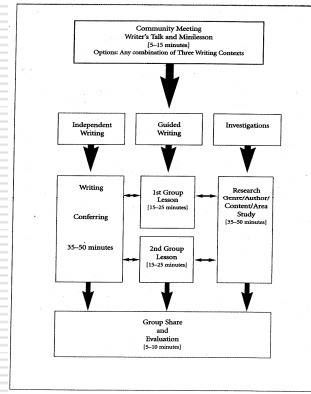 Community Meeting
Writer's Talk and Minilesson
[5–15 minutes]
Options: Any combination of Three Writing Contexts
Independent
Writing
Guided
Writing
Investigations
Writing
Conferring
35–50 minutes
1st Group
Lesson
[15–25 minutes]
2nd Group
Lesson
[15–25 minutes]
Research
Genre/Author/
Content/Area
Study
[35–50 minutes]
Group Share
and
Evaluation
[5–10 minutes]